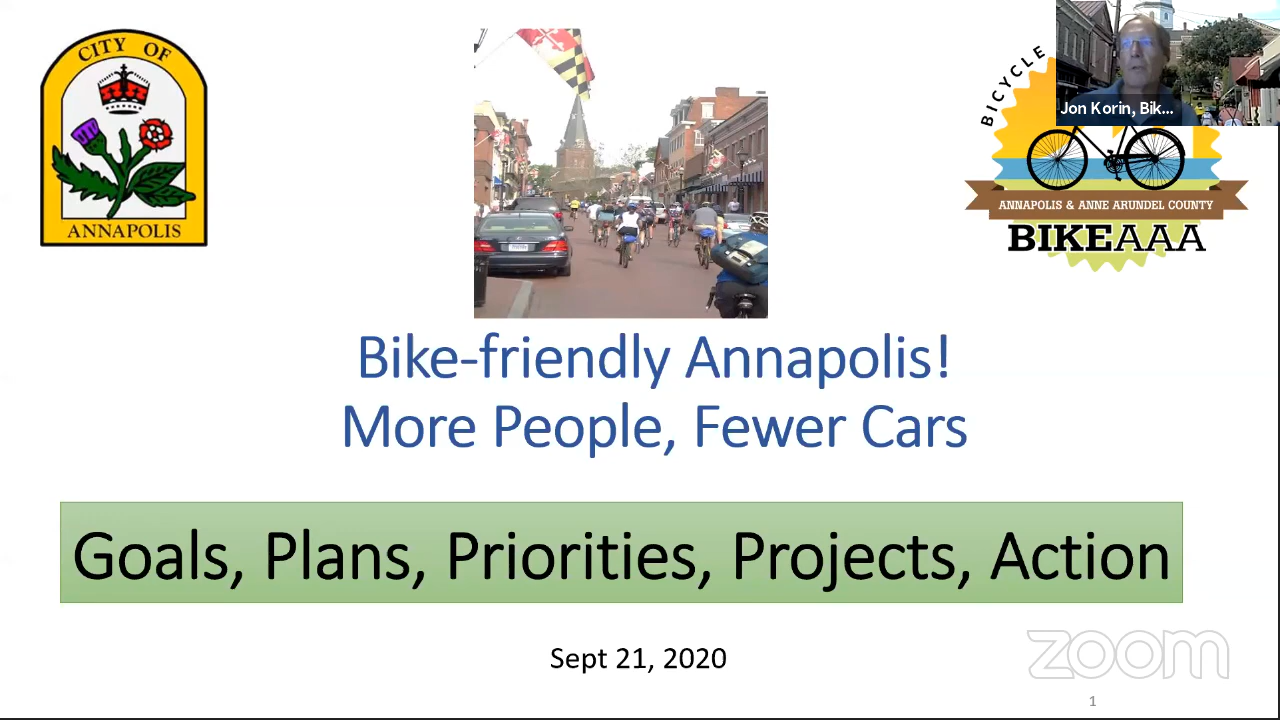 CITY OF
ANNAPOLIS
BICYCLE
Jon Korin, Bik...
ANNAPOLIS & ANNE ARUNDEL COUNTY
BIKEAAA
Bike-friendly Annapolis!
More People, Fewer Cars
Goals, Plans, Priorities, Projects, Action
Sept 21, 2020
zoom
1